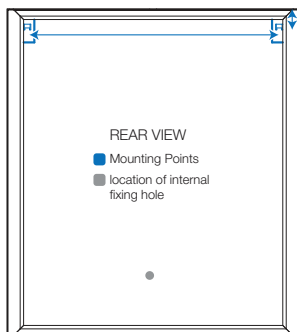 REAR VIEW
Mounting Points
location of internal
fixing hole